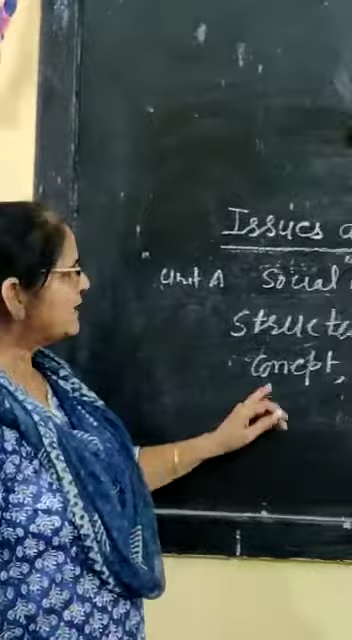 Issues a
Unit A Social
Structu
Concept,